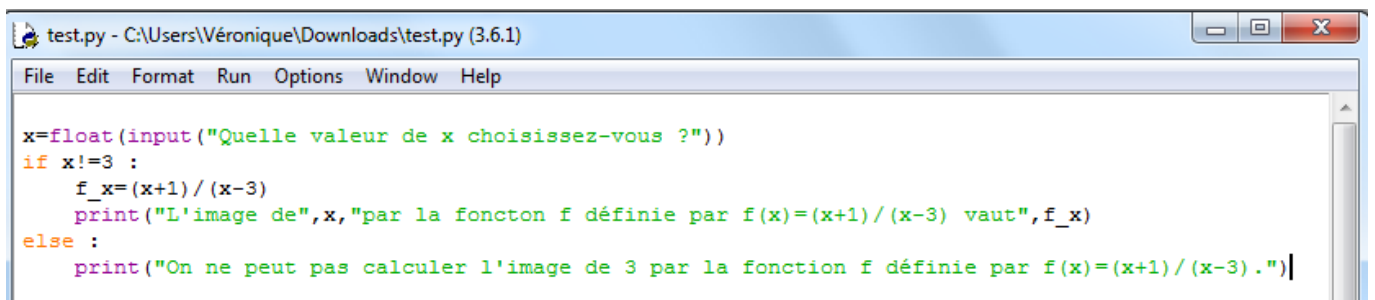 test.py - C:\Users\Véronique\Downloads\test.py (3.6.1)
File Edit Format Run Options Window Help
x=float(input("Quelle valeur de x choisissez-vous ?"))
if x!=3 :
    f_x=(x+1)/(x-3)
    print("L'image de",x,"par la foncton f définie par f(x)=(x+1)/(x-3) vaut",f_x)
else :
    print("On ne peut pas calculer l'image de 3 par la fonction f définie par f(x)=(x+1)/(x-3).")